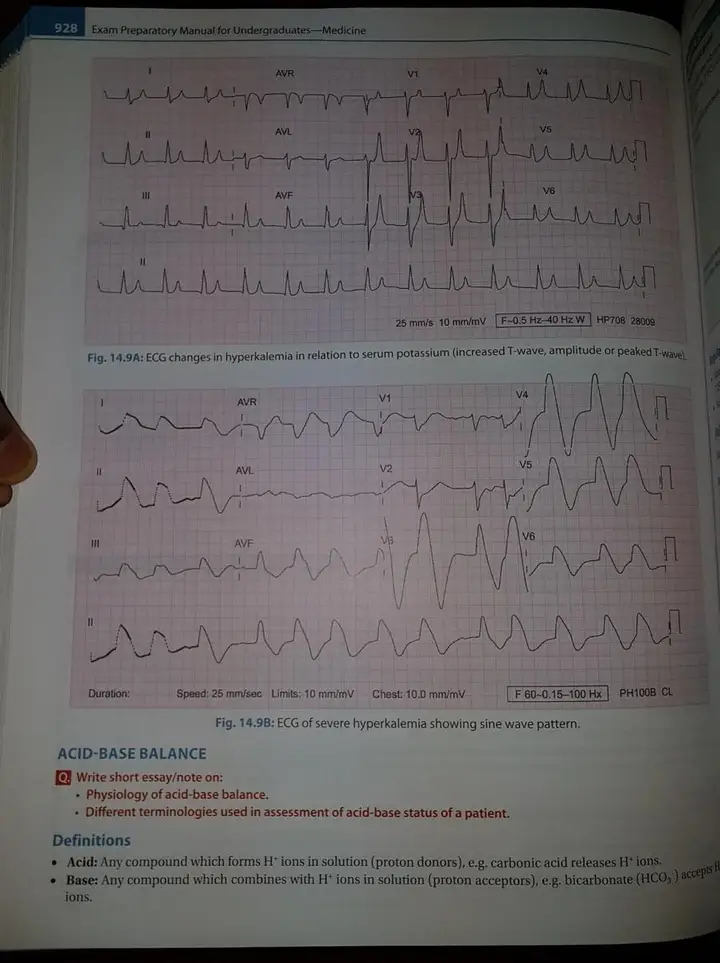 928 Exam Preparatory Manual for Undergraduates—Medicine
I AVR V1 V4
II AVL V2 V5
III AVF V3 V6
II
25 mm/s 10 mm/mV F~0.5 Hz–40 Hz W HP708 28009
Fig. 14.9A: ECG changes in hyperkalemia in relation to serum potassium (increased T-wave, amplitude or peaked T-wave).
I AVR V1 V4
II AVL V2 V5
III AVF V3 V6
II
Duration: Speed: 25 mm/sec Limits: 10 mm/mV Chest: 10.0 mm/mV F 60~0.15–100 Hx PH100B CL
Fig. 14.9B: ECG of severe hyperkalemia showing sine wave pattern.
ACID-BASE BALANCE
Q. Write short essay/note on:
• Physiology of acid-base balance.
• Different terminologies used in assessment of acid-base status of a patient.
Definitions
• Acid: Any compound which forms H⁺ ions in solution (proton donors), e.g. carbonic acid releases H⁺ ions.
• Base: Any compound which combines with H⁺ ions in solution (proton acceptors), e.g. bicarbonate (HCO₃⁻) accepts
ions.